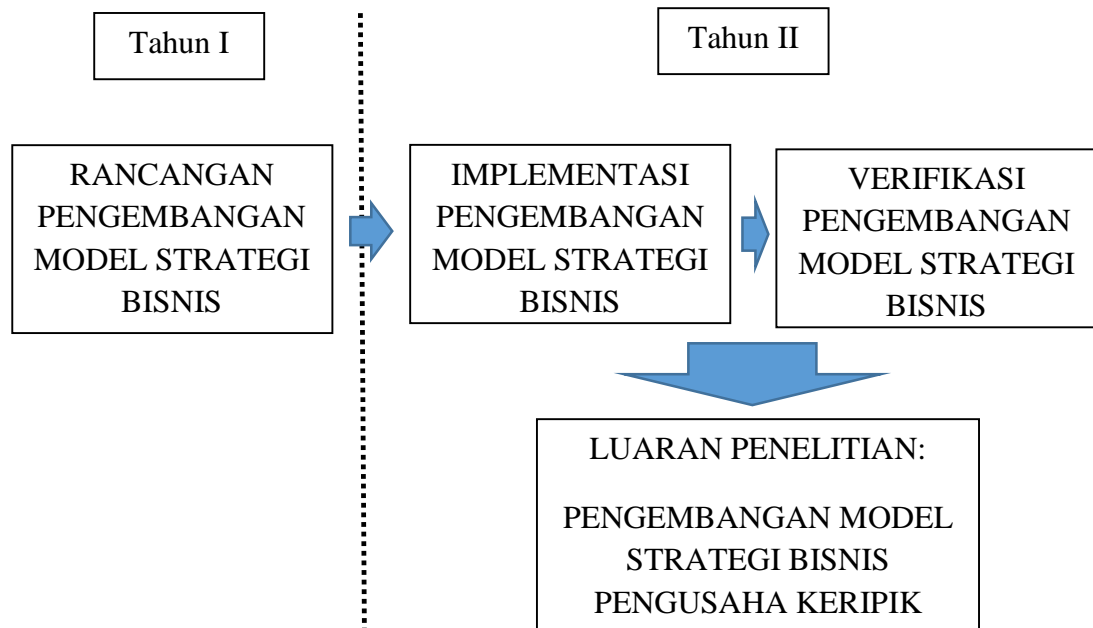 Tahun I
Tahun II
RANCANGAN
PENGEMBANGAN
MODEL STRATEGI
BISNIS
IMPLEMENTASI
PENGEMBANGAN
MODEL STRATEGI
BISNIS
VERIFIKASI
PENGEMBANGAN
MODEL STRATEGI
BISNIS
LUARAN PENELITIAN:
PENGEMBANGAN MODEL
STRATEGI BISNIS
PENGUSAHA KERIPIK